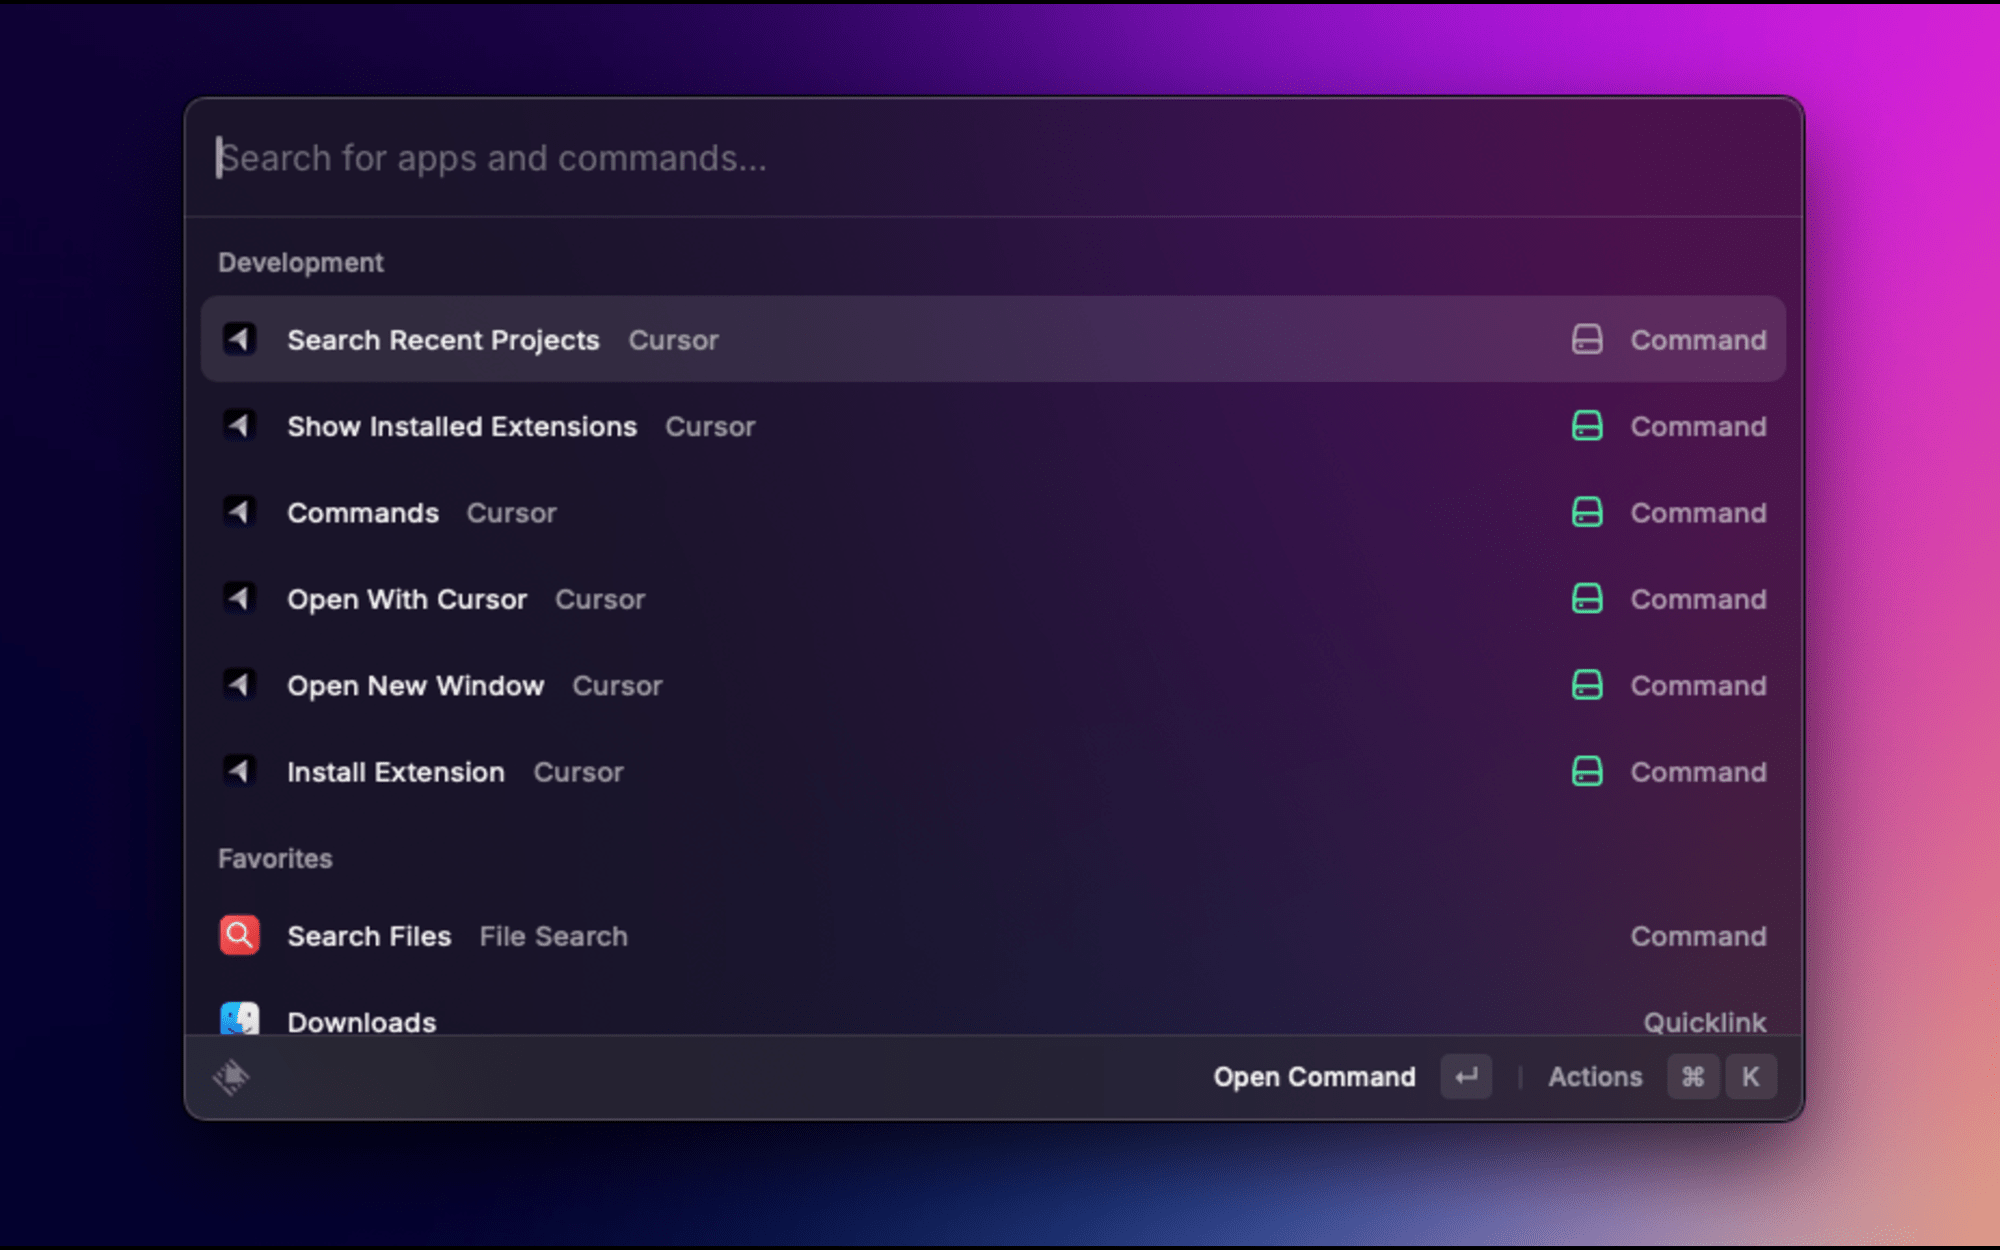 Search for apps and commands...
Development
Search Recent Projects Cursor Command
Show Installed Extensions Cursor Command
Commands Cursor Command
Open With Cursor Cursor Command
Open New Window Cursor Command
Install Extension Cursor Command
Favorites
Search Files File Search Command
Downloads Quicklink
Open Command ↵ | Actions ⌘ K